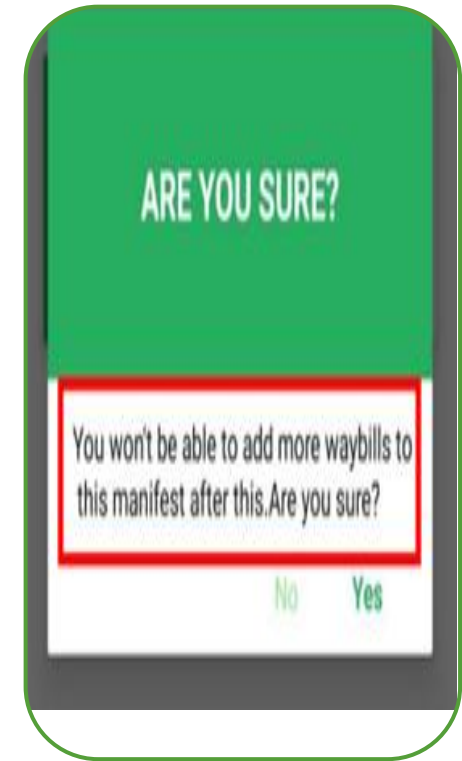 ARE YOU SURE?
You won't be able to add more waybills to
this manifest after this.Are you sure?
No Yes